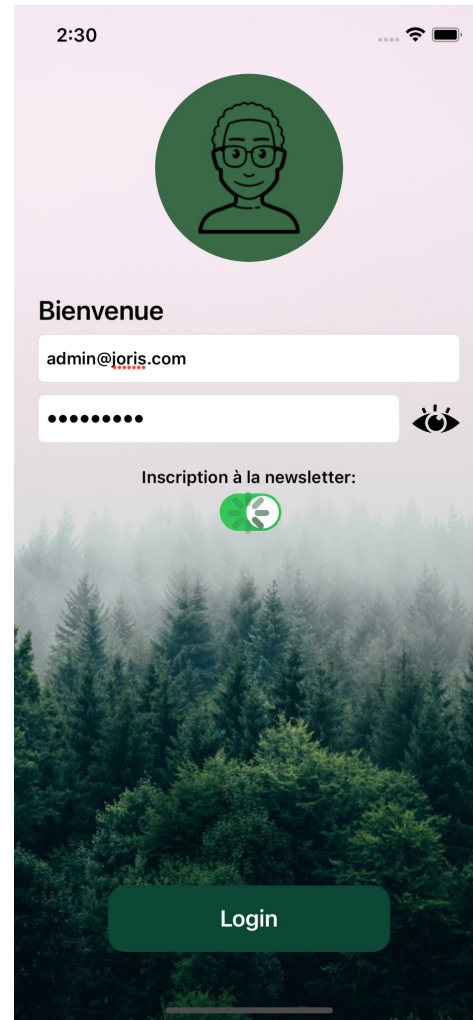 2:30
Bienvenue
admin@joris.com
•••••••••
Inscription à la newsletter:
Login